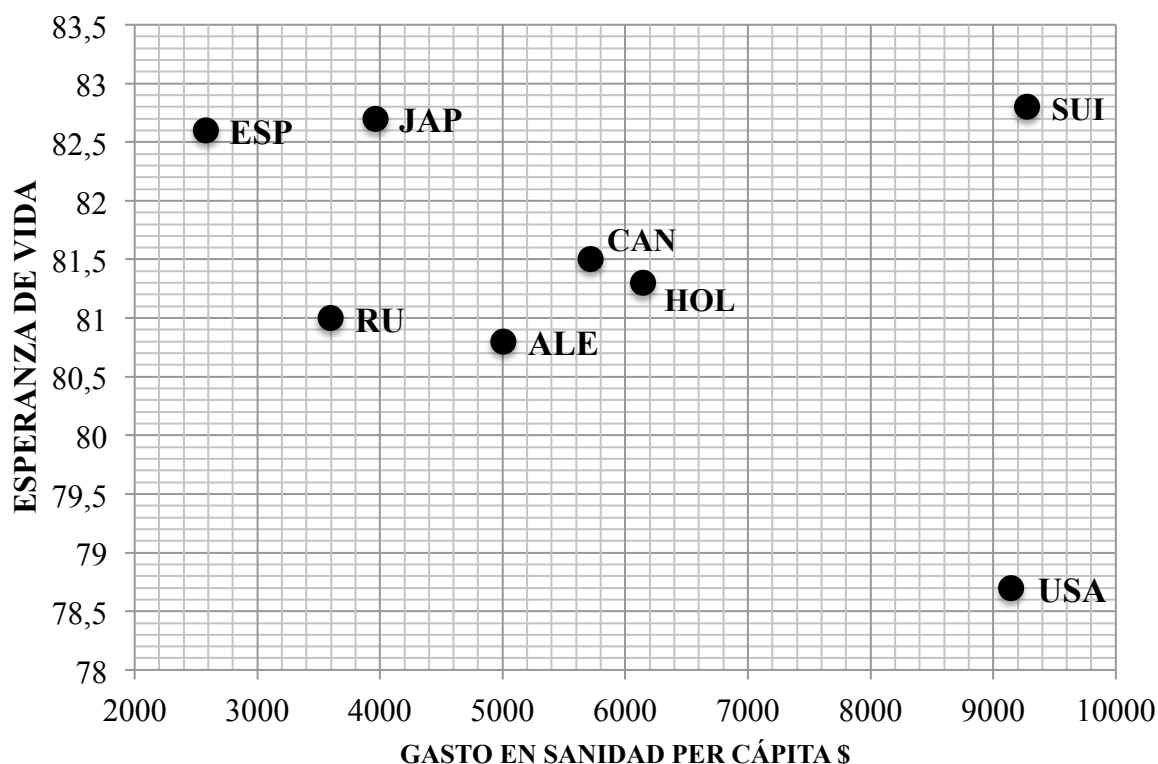 83,5
83
82,5
82
81,5
81
80,5
80
79,5
79
78,5
78
ESPERANZA DE VIDA
ESP
JAP
SUI
CAN
HOL
RU
ALE
USA
2000 3000 4000 5000 6000 7000 8000 9000 10000
GASTO EN SANIDAD PER CÁPITA $